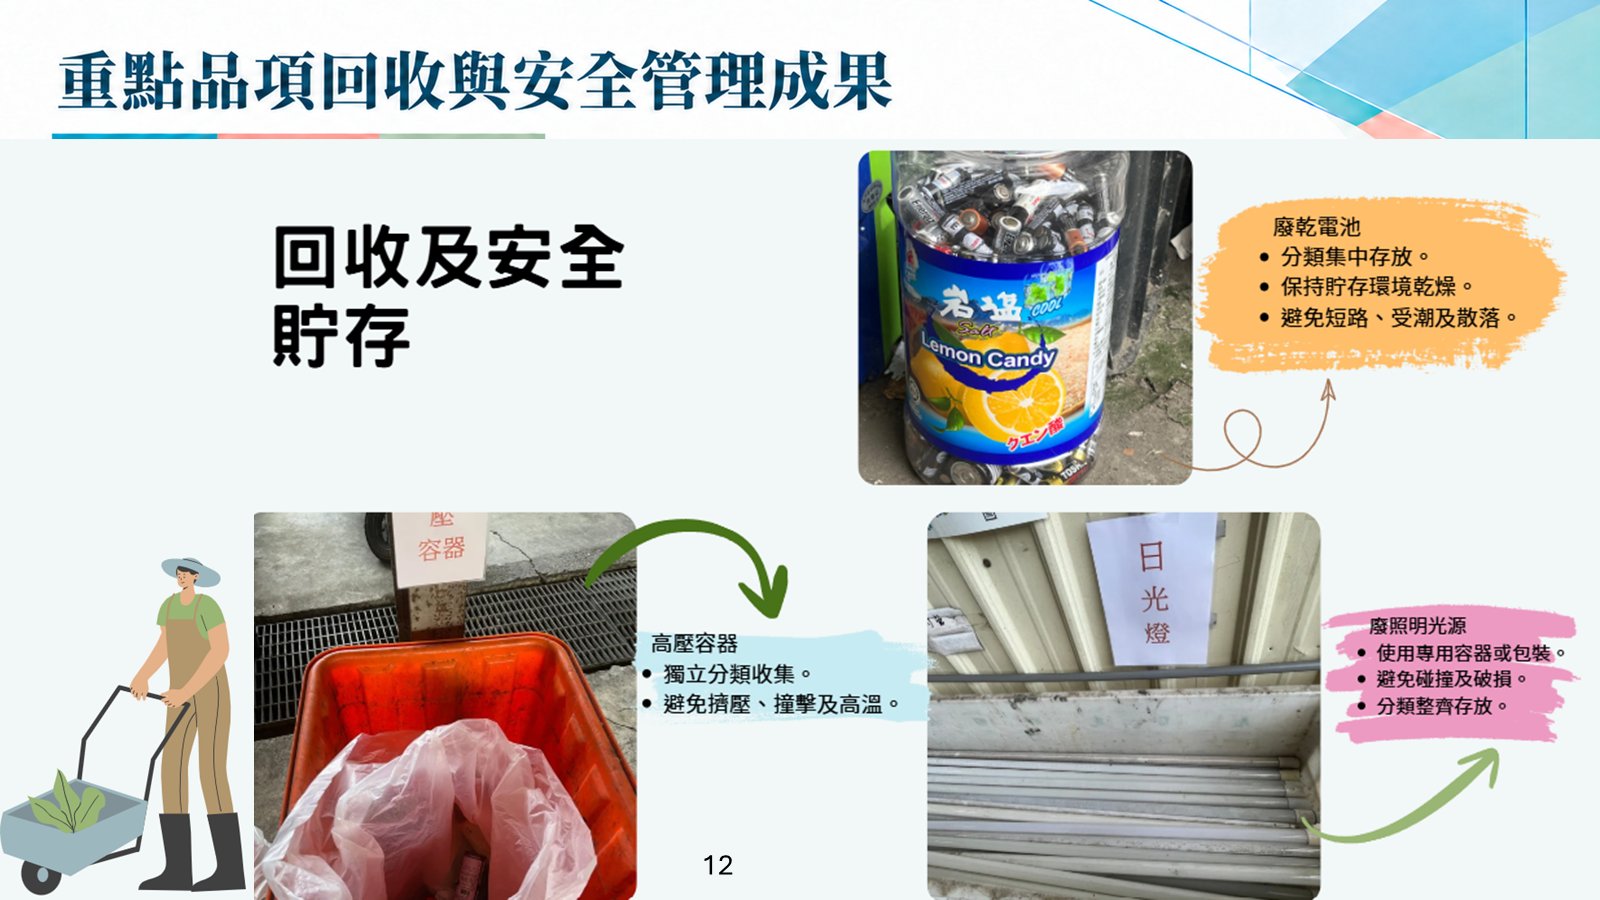 重點品項回收與安全管理成果
回收及安全
貯存
岩塩
COOL
Salt
Lemon Candy
クエン酸
廢乾電池
分類集中存放。
保持貯存環境乾燥。
避免短路、受潮及散落。
壓
容器
高壓容器
獨立分類收集。
避免擠壓、撞擊及高溫。
日
光
燈
廢照明光源
使用專用容器或包裝。
避免碰撞及破損。
分類整齊存放。
12